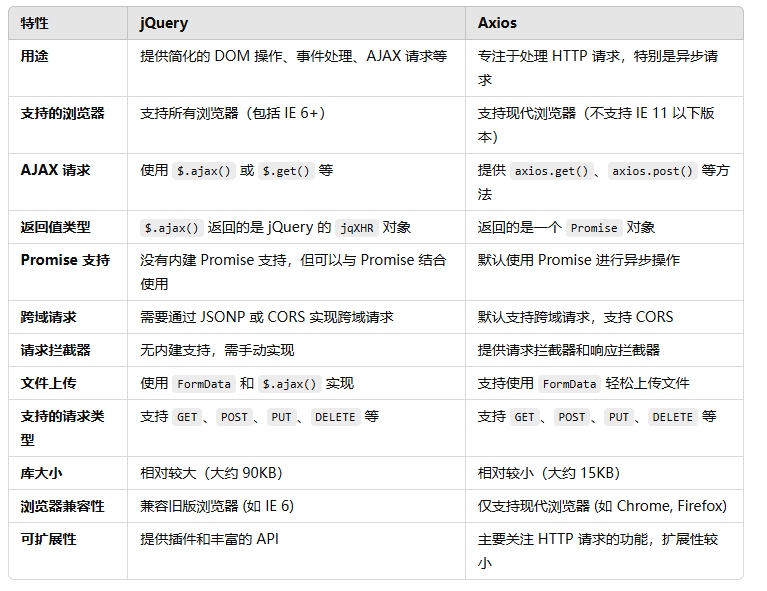 特性 jQuery Axios
用途 提供简化的 DOM 操作、事件处理、AJAX 请求等 专注于处理 HTTP 请求，特别是异步请
求
支持的浏览器 支持所有浏览器（包括 IE 6+） 支持现代浏览器（不支持 IE 11 以下版
本）
AJAX 请求 使用 $.ajax() 或 $.get() 等 提供 axios.get()、axios.post() 等方
法
返回值类型 $.ajax() 返回的是 jQuery 的 jqXHR 对象 返回的是一个 Promise 对象
Promise 支持 没有内建 Promise 支持，但可以与 Promise 结合 默认使用 Promise 进行异步操作
使用
跨域请求 需要通过 JSONP 或 CORS 实现跨域请求 默认支持跨域请求，支持 CORS
请求拦截器 无内建支持，需手动实现 提供请求拦截器和响应拦截器
文件上传 使用 FormData 和 $.ajax() 实现 支持使用 FormData 轻松上传文件
支持的请求类 支持 GET、POST、PUT、DELETE 等 支持 GET、POST、PUT、DELETE 等
型
库大小 相对较大（大约 90KB） 相对较小（大约 15KB）
浏览器兼容性 兼容旧版浏览器 (如 IE 6) 仅支持现代浏览器 (如 Chrome, Firefox)
可扩展性 提供插件和丰富的 API 主要关注 HTTP 请求的功能，扩展性较
小